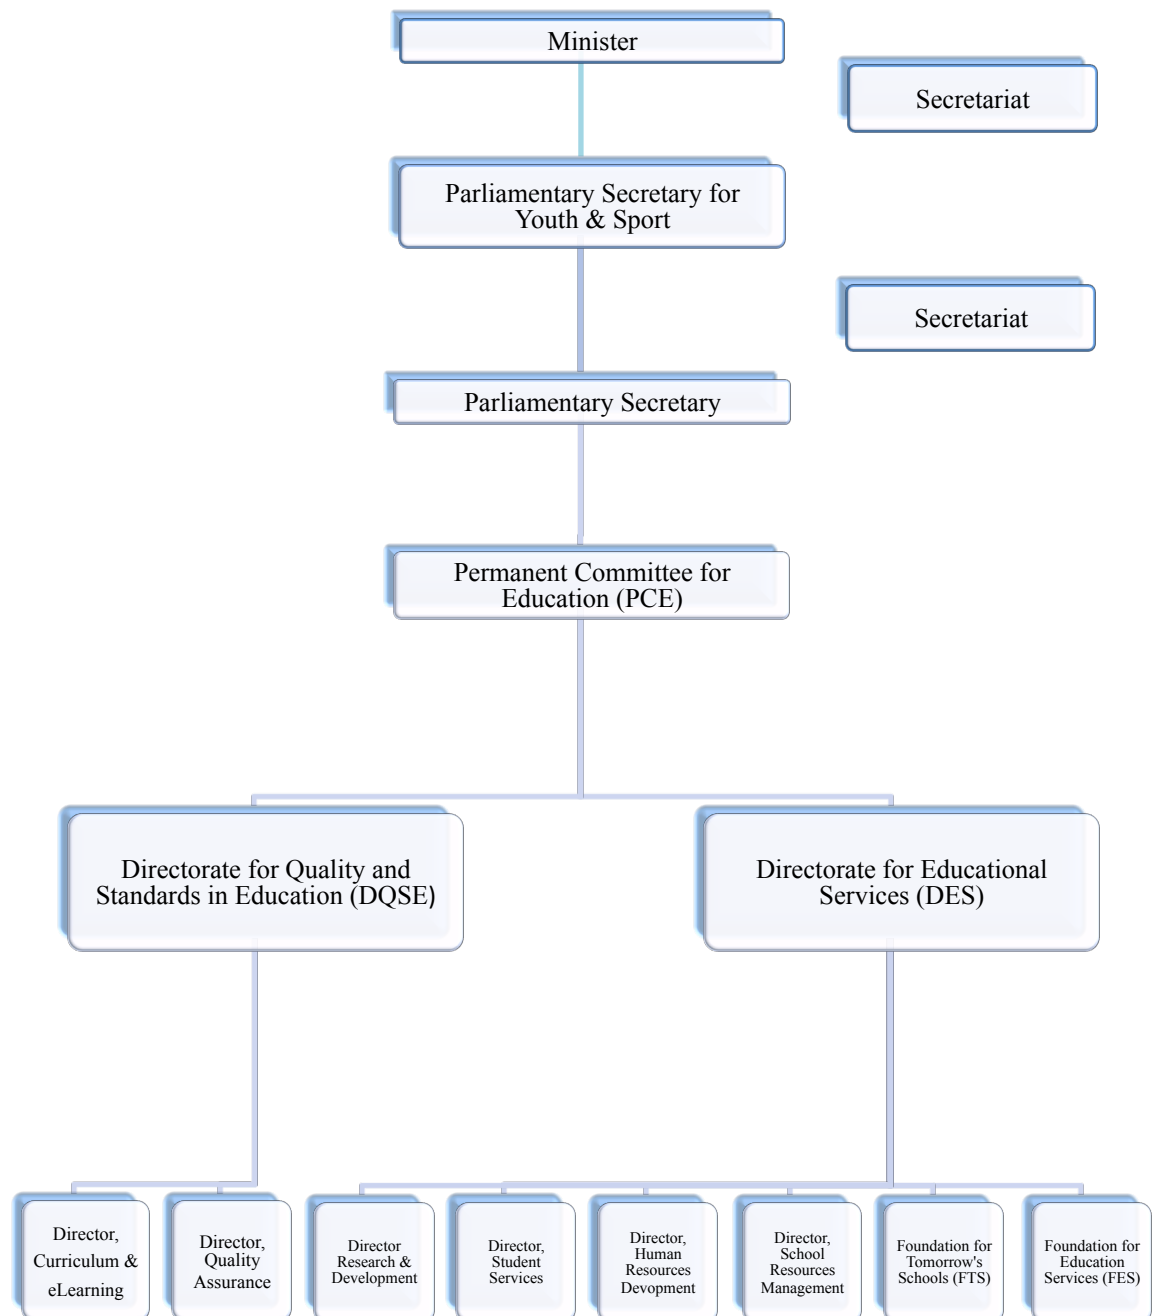 Minister
Secretariat
Parliamentary Secretary for
Youth & Sport
Secretariat
Parliamentary Secretary
Permanent Committee for
Education (PCE)
Directorate for Quality and
Standards in Education (DQSE)
Directorate for Educational
Services (DES)
Director,
Curriculum &
eLearning
Director,
Quality
Assurance
Director
Research &
Development
Director,
Student
Services
Director,
Human
Resources
Devopment
Director,
School
Resources
Management
Foundation for
Tomorrow's
Schools (FTS)
Foundation for
Education
Services (FES)